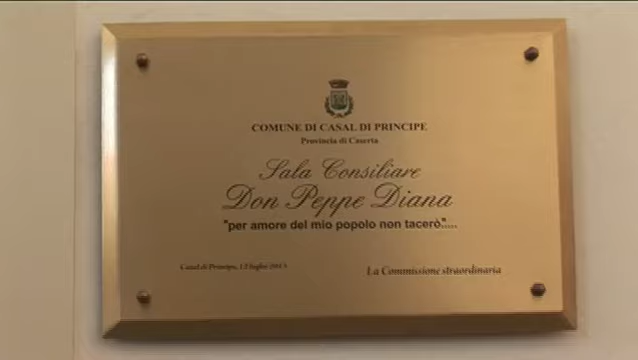 COMUNE DI CASAL DI PRINCIPE
Provincia di Caserta
Sala Consiliare
Don Peppe Diana
"per amore del mio popolo non tacerò"....
Casal di Principe, luglio
La Commissione straordinaria